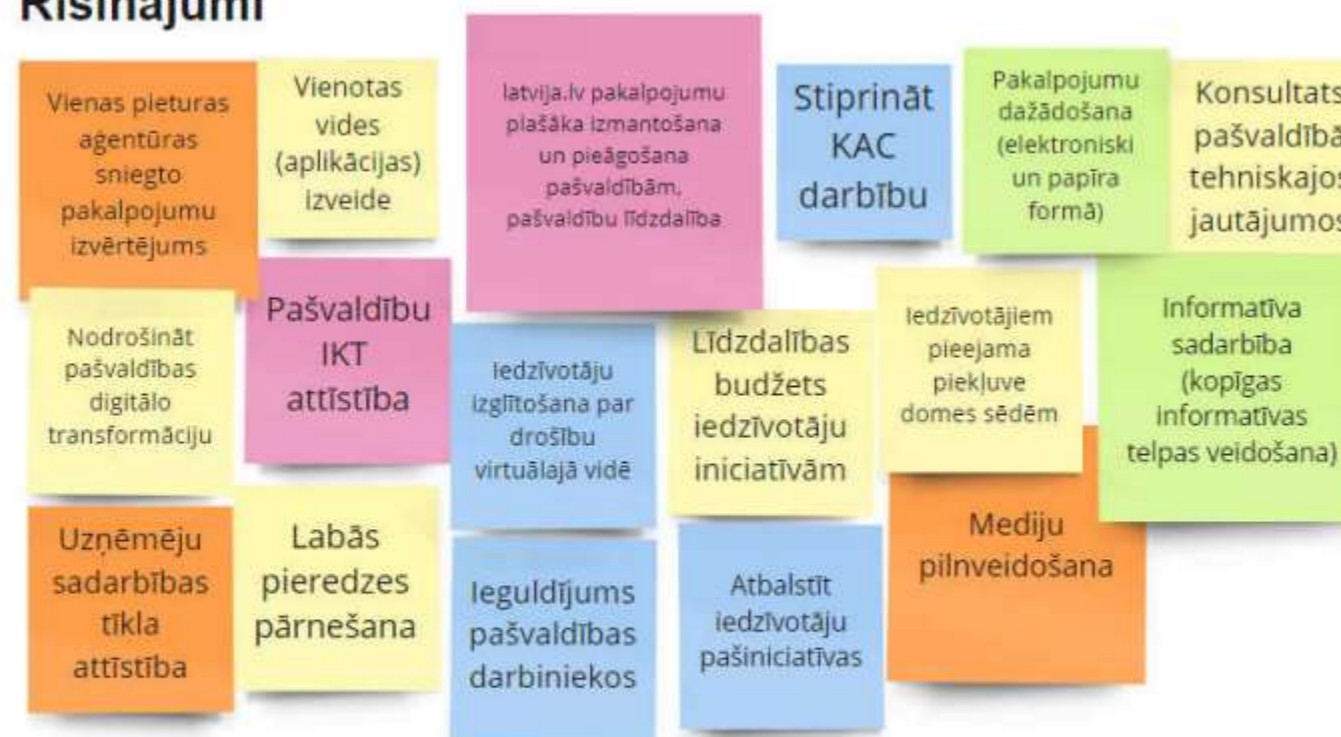 Risinājumi
Vienas pieturas
aģentūras
sniegto
pakalpojumu
izvērtējums
Vienotas
vides
(aplikācijas)
izveide
latvija.lv pakalpojumu
plašāka izmantošana
un pieāgošana
pašvaldībām,
pašvaldību līdzdalība
Stiprināt
KAC
darbību
Pakalpojumu
dažādošana
(elektroniski
un papīra
formā)
Konsultats
pašvaldība
tehniskajos
jautājumos
Nodrošināt
pašvaldības
digitālo
transformāciju
Pašvaldību
IKT
attīstība
Iedzīvotāju
izglītošana par
drošību
virtuālajā vidē
Līdzdalības
budžets
iedzīvotāju
iniciatīvām
Iedzīvotājiem
pieejama
piekļuve
domes sēdēm
Informatīva
sadarbība
(kopīgas
informatīvas
telpas veidošana)
Uzņēmēju
sadarbības
tīkla
attīstība
Labās
pieredzes
pārnešana
Ieguldījums
pašvaldības
darbiniekos
Atbalstīt
iedzīvotāju
pašiniciatīvas
Mediju
pilnveidošana